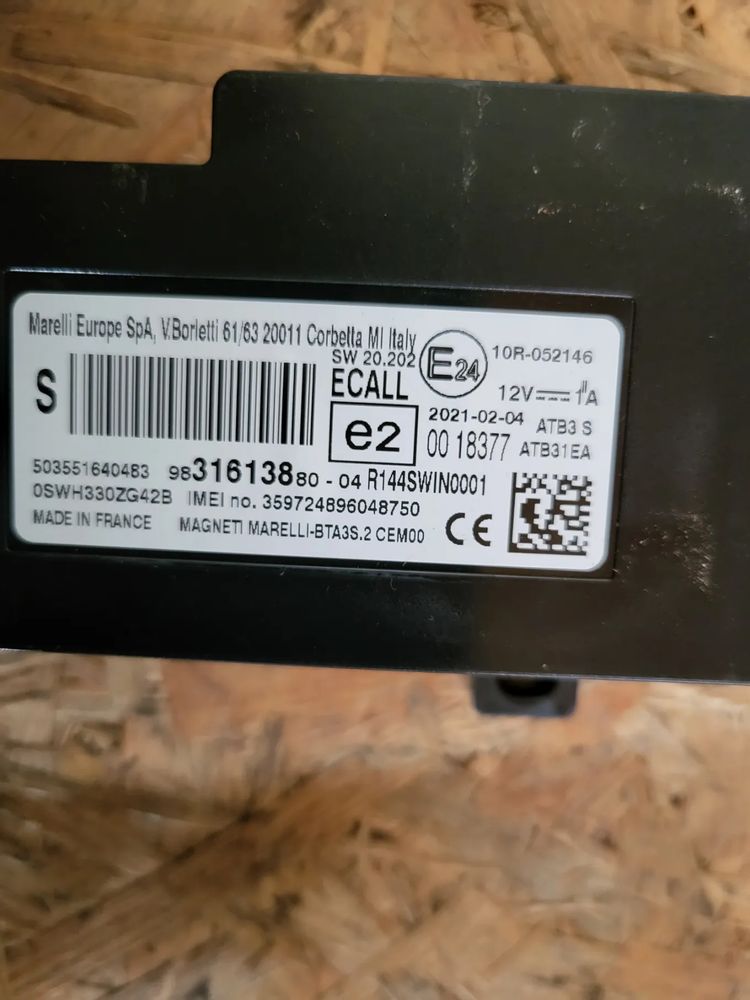 Marelli Europe SpA, V.Borletti 61/63 20011 Corbetta MI Italy
SW 20.202
E24
10R-052146
S
ECALL
12V 1A
e2
2021-02-04 ATB3 S
00 18377 ATB31EA
503551640483 9831613880-04 R144SWIN0001
0SWH330ZG42B IMEI no. 359724896048750
MADE IN FRANCE MAGNETI MARELLI-BTA3S.2 CEM00
CE